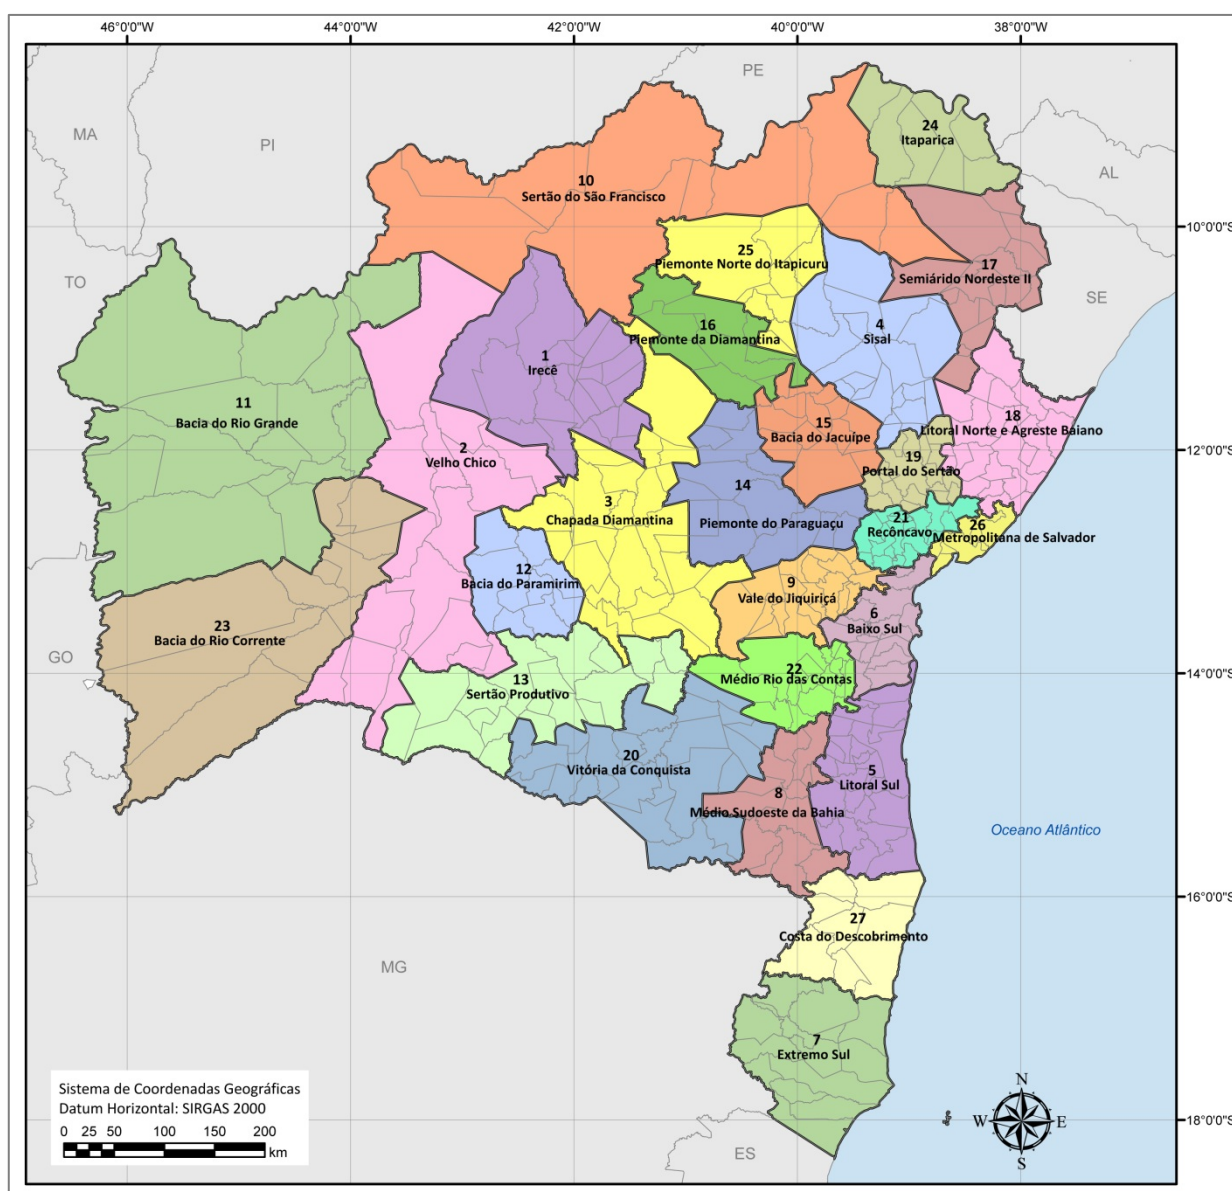 46°0'0"W
44°0'0"W
42°0'0"W
40°0'0"W
38°0'0"W
PE
MA
PI
24
Itaparica
AL
10
Sertão do São Francisco
10°0'0"S
25
Piemonte Norte do Itapicuru
17
Semiárido Nordeste II
TO
SE
16
Piemonte da Diamantina
4
Sisal
1
Irecê
11
Bacia do Rio Grande
15
Bacia do Jacuípe
18
Litoral Norte e Agreste Baiano
2
Velho Chico
12°0'0"S
19
Portal do Sertão
14
Piemonte do Paraguaçu
3
Chapada Diamantina
21
Recôncavo
26
Metropolitana de Salvador
12
Bacia do Paramirim
9
Vale do Jiquiriçá
23
Bacia do Rio Corrente
6
Baixo Sul
GO
14°0'0"S
13
Sertão Produtivo
22
Médio Rio das Contas
20
Vitória da Conquista
5
Litoral Sul
8
Médio Sudoeste da Bahia
Oceano Atlântico
16°0'0"S
27
Costa do Descobrimento
MG
7
Extremo Sul
Sistema de Coordenadas Geográficas
Datum Horizontal: SIRGAS 2000
0 25 50 100 150 200
km
N
W E
S
18°0'0"S
ES